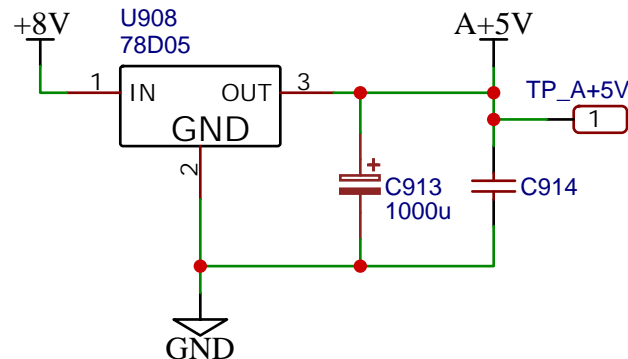 +8V
U908
78D05
A+5V
1
IN
OUT
3
GND
2
TP_A+5V
1
C913
1000u
C914
GND